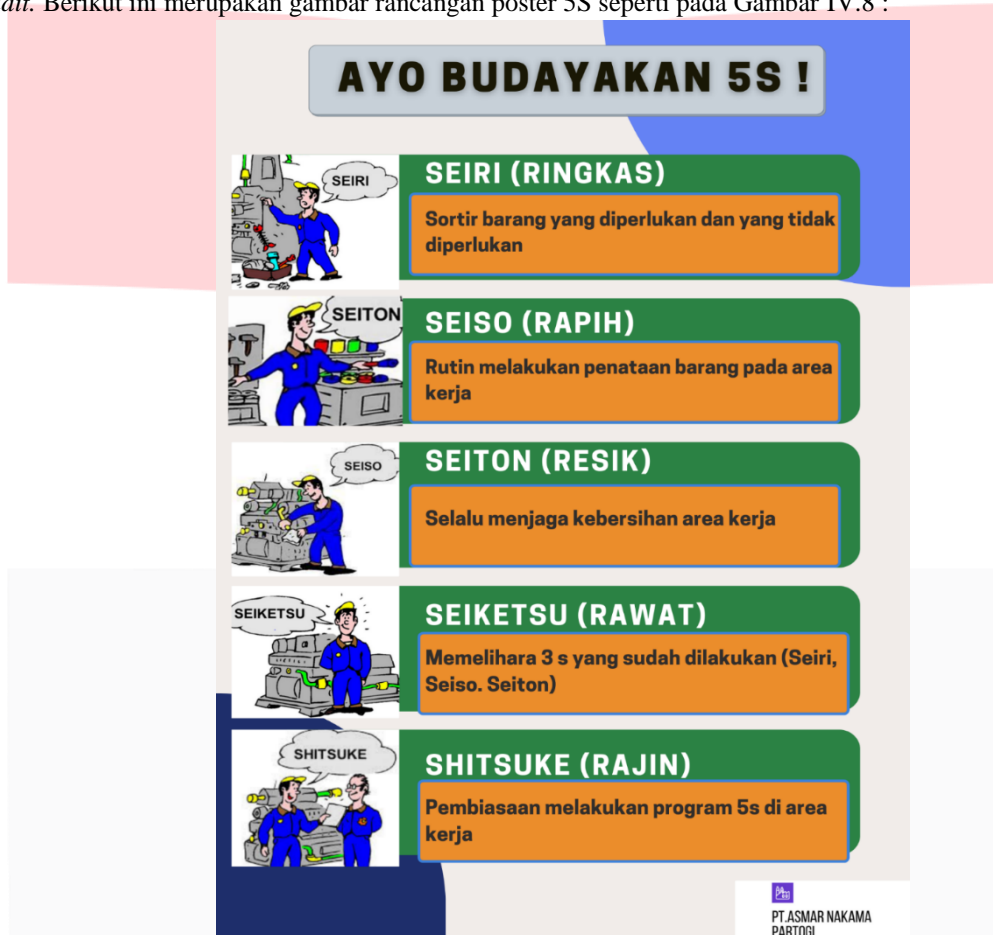 dit. Berikut ini merupakan gambar rancangan poster 5S seperti pada Gambar IV.8 :
AYO BUDAYAKAN 5S !
SEIRI
SEIRI (RINGKAS)
Sortir barang yang diperlukan dan yang tidak
diperlukan
SEITON
SEISO (RAPIH)
Rutin melakukan penataan barang pada area
kerja
SEISO
SEITON (RESIK)
Selalu menjaga kebersihan area kerja
SEIKETSU
SEIKETSU (RAWAT)
Memelihara 3 s yang sudah dilakukan (Seiri,
Seiso. Seiton)
SHITSUKE
SHITSUKE (RAJIN)
Pembiasaan melakukan program 5s di area
kerja
PT.ASMAR NAKAMA
PARTOGI